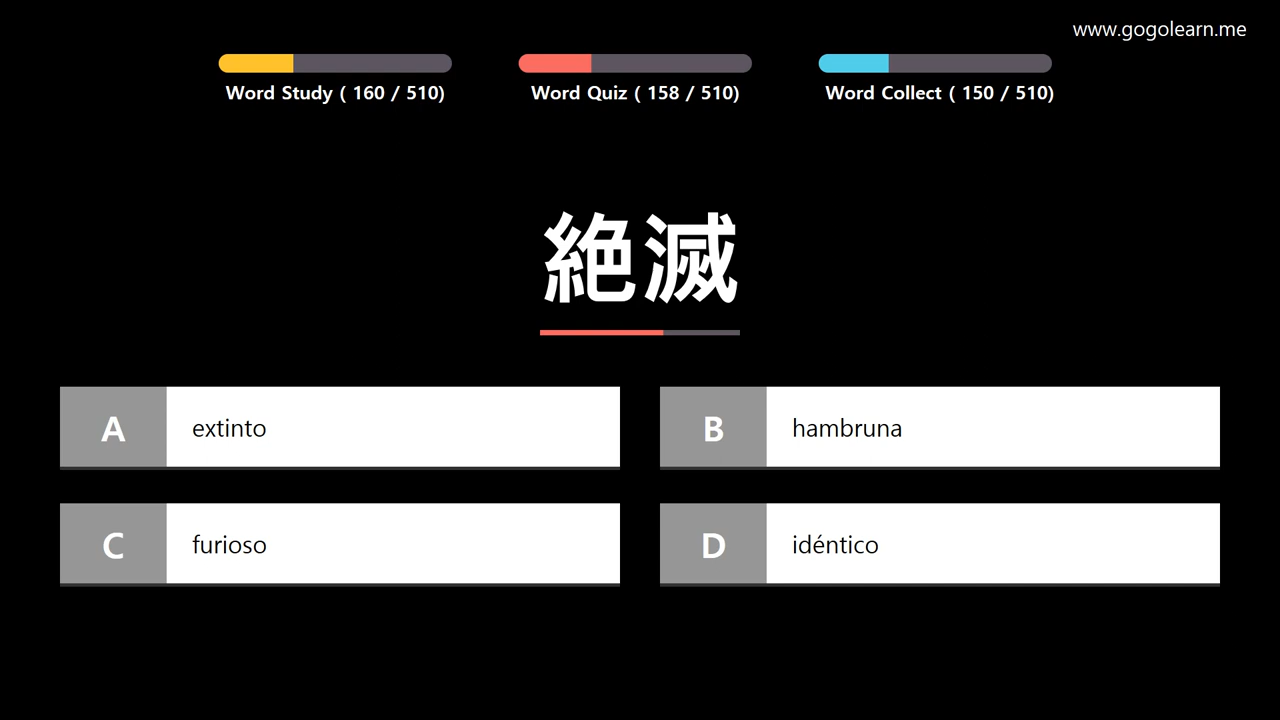 www.gogolearn.me
Word Study ( 160 / 510)
Word Quiz ( 158 / 510)
Word Collect ( 150 / 510)
絶滅
A extinto
B hambruna
C furioso
D idéntico